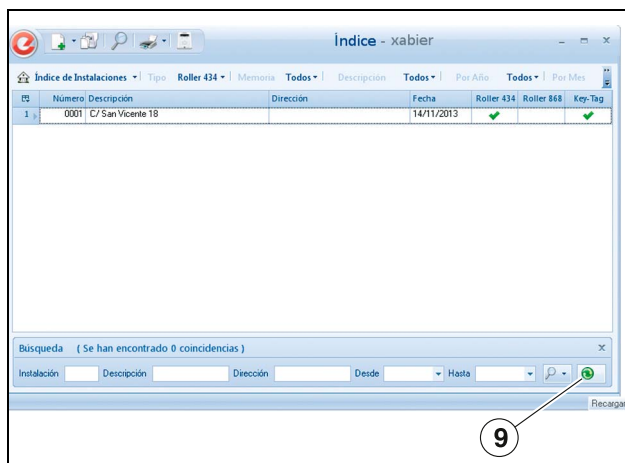 Índice - xabier
Índice de Instalaciones Tipo Roller 434 Memoria Todos Descripción Todos Por Año Todos Por Mes
Número Descripción Dirección Fecha Roller 434 Roller 868 Key-Tag
1 0001 C/ San Vicente 18 14/11/2013
Búsqueda ( Se han encontrado 0 coincidencias )
Instalación Descripción Dirección Desde Hasta
Recargar
9